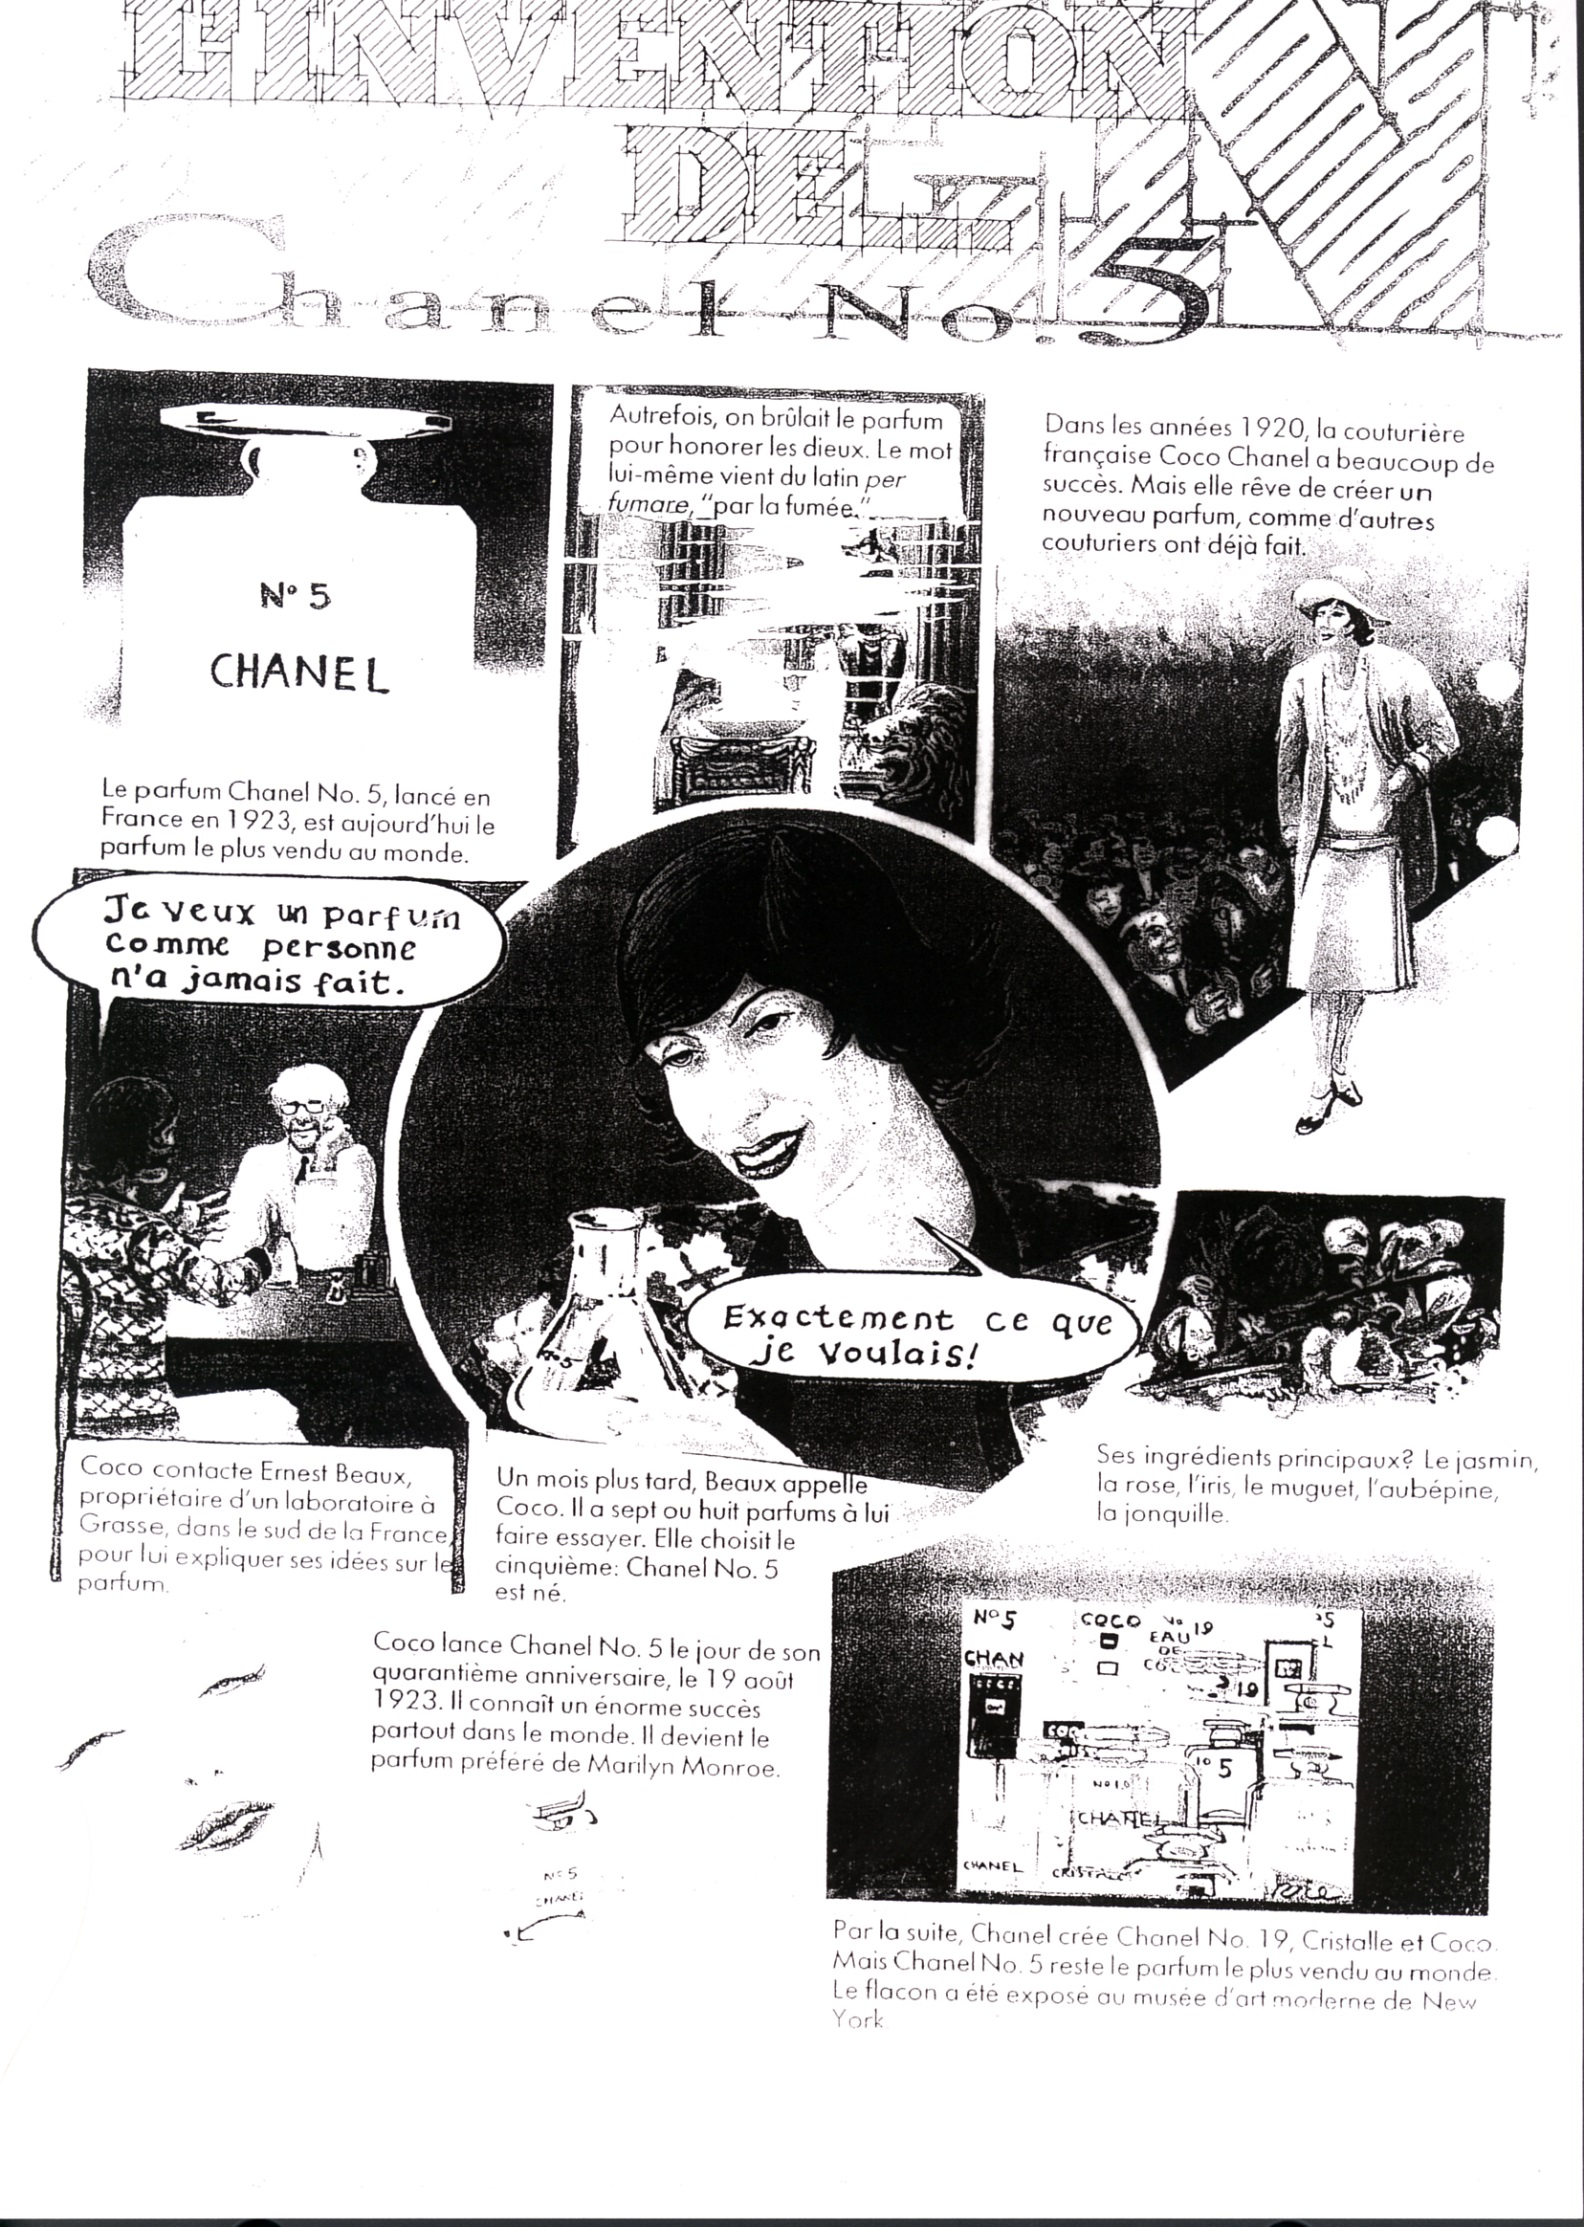 L'INVENTION
DE
Chanel No. 5
N° 5
CHANEL
Le parfum Chanel No. 5, lancé en
France en 1923, est aujourd'hui le
parfum le plus vendu au monde.
Autrefois, on brûlait le parfum
pour honorer les dieux. Le mot
lui-même vient du latin per
fumare, "par la fumée."
Dans les années 1920, la couturière
française Coco Chanel a beaucoup de
succès. Mais elle rêve de créer un
nouveau parfum, comme d'autres
couturiers ont déjà fait.
Je veux un parfum
comme personne
n'a jamais fait.
Coco contacte Ernest Beaux,
propriétaire d'un laboratoire à
Grasse, dans le sud de la France,
pour lui expliquer ses idées sur le
parfum.
Exactement ce que
je voulais!
N° 5
Un mois plus tard, Beaux appelle
Coco. Il a sept ou huit parfums à lui
faire essayer. Elle choisit le
cinquième: Chanel No. 5
est né.
Ses ingrédients principaux? Le jasmin,
la rose, l'iris, le muguet, l'aubépine,
la jonquille.
Coco lance Chanel No. 5 le jour de son
quarantième anniversaire, le 19 août
1923. Il connaît un énorme succès
partout dans le monde. Il devient le
parfum préféré de Marilyn Monroe.
N° 5
CHANEL
N° 5
CHAN
COCO
No 19
EAU
DE
19
5
CHANEL
CHANEL
Par la suite, Chanel crée Chanel No. 19, Cristalle et Coco.
Mais Chanel No. 5 reste le parfum le plus vendu au monde.
Le flacon a été exposé au musée d'art moderne de New
York.